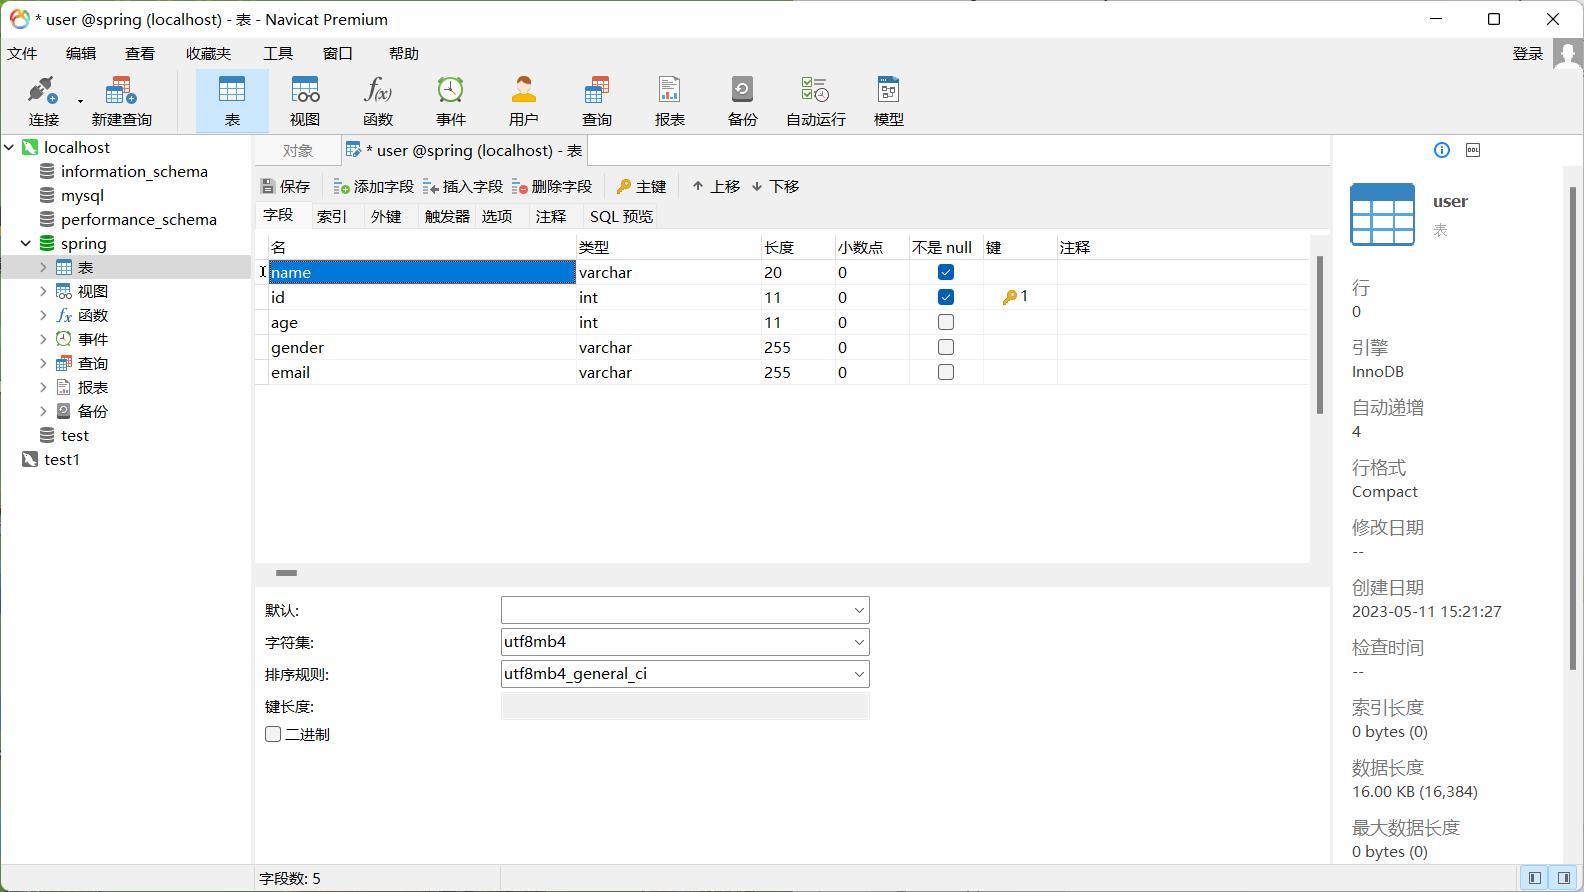 * user @spring (localhost) - 表 - Navicat Premium
文件 编辑 查看 收藏夹 工具 窗口 帮助 登录
连接 新建查询 表 视图 函数 事件 用户 查询 报表 备份 自动运行 模型
localhost
information_schema
mysql
performance_schema
spring
表
视图
函数
事件
查询
报表
备份
test
test1
对象 * user @spring (localhost) - 表
保存 添加字段 插入字段 删除字段 主键 上移 下移
字段 索引 外键 触发器 选项 注释 SQL 预览
名 类型 长度 小数点 不是 null 键 注释
name varchar 20 0
id int 11 0 1
age int 11 0
gender varchar 255 0
email varchar 255 0
默认:
字符集: utf8mb4
排序规则: utf8mb4_general_ci
键长度:
二进制
DDL
user
表
行
0
引擎
InnoDB
自动递增
4
行格式
Compact
修改日期
--
创建日期
2023-05-11 15:21:27
检查时间
--
索引长度
0 bytes (0)
数据长度
16.00 KB (16,384)
最大数据长度
0 bytes (0)
字段数: 5